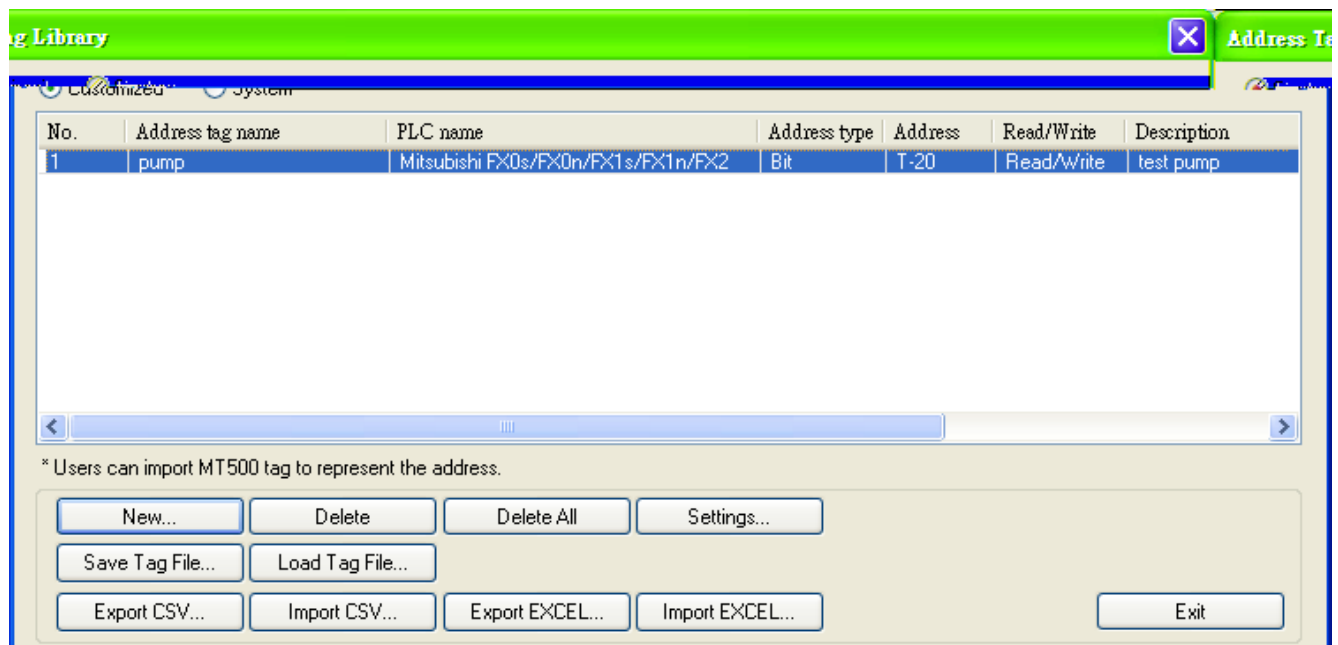 g Library
Address Ta
Customized System
No. Address tag name PLC name Address type Address Read/Write Description
1 pump Mitsubishi FX0s/FX0n/FX1s/FX1n/FX2 Bit T-20 Read/Write test pump
* Users can import MT500 tag to represent the address.
New... Delete Delete All Settings...
Save Tag File... Load Tag File...
Export CSV... Import CSV... Export EXCEL... Import EXCEL... Exit